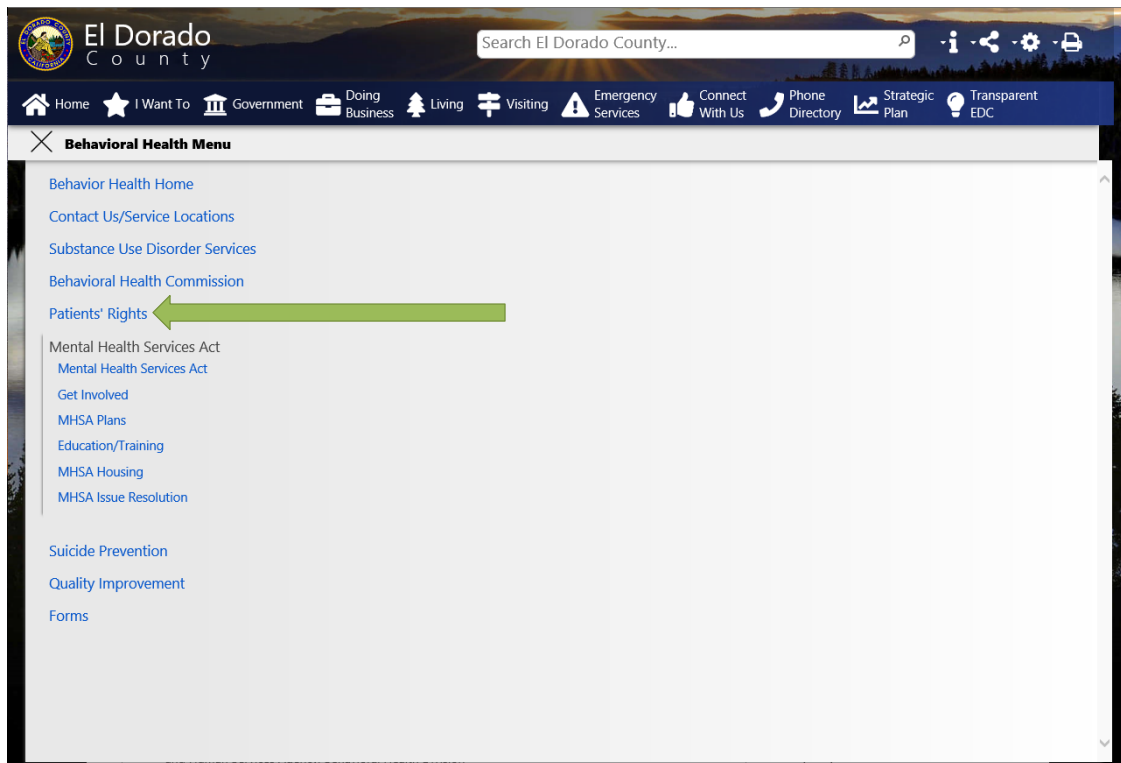 El Dorado
County
Search El Dorado County...
Home
I Want To
Government
Doing
Business
Living
Visiting
Emergency
Services
Connect
With Us
Phone
Directory
Strategic
Plan
Transparent
EDC
Behavioral Health Menu
Behavior Health Home
Contact Us/Service Locations
Substance Use Disorder Services
Behavioral Health Commission
Patients' Rights
Mental Health Services Act
Mental Health Services Act
Get Involved
MHSA Plans
Education/Training
MHSA Housing
MHSA Issue Resolution
Suicide Prevention
Quality Improvement
Forms